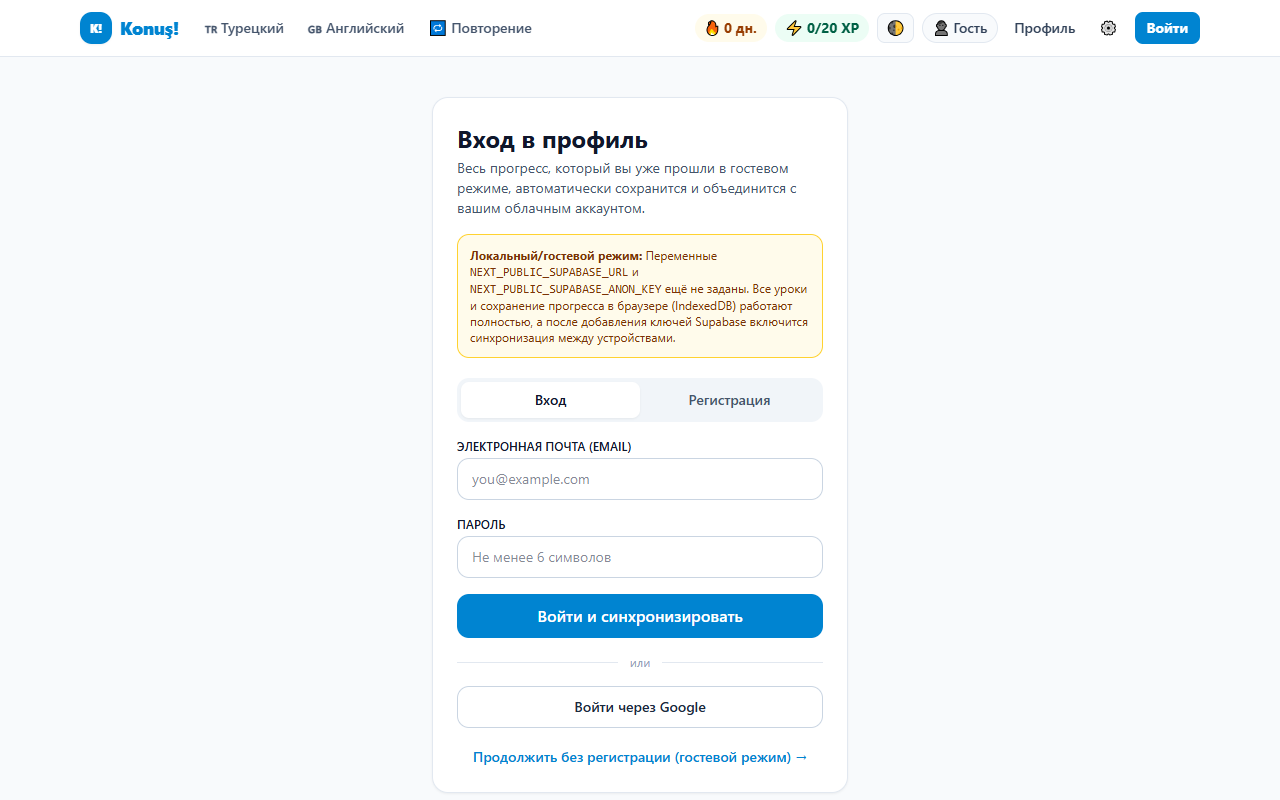 K! Konuş! TR Турецкий GB Английский Повторение 0 дн. 0/20 XP Гость Профиль Войти
Вход в профиль
Весь прогресс, который вы уже прошли в гостевом
режиме, автоматически сохранится и объединится с
вашим облачным аккаунтом.
Локальный/гостевой режим: Переменные
NEXT_PUBLIC_SUPABASE_URL и
NEXT_PUBLIC_SUPABASE_ANON_KEY ещё не заданы. Все уроки
и сохранение прогресса в браузере (IndexedDB) работают
полностью, а после добавления ключей Supabase включится
синхронизация между устройствами.
Вход Регистрация
ЭЛЕКТРОННАЯ ПОЧТА (EMAIL)
you@example.com
ПАРОЛЬ
Не менее 6 символов
Войти и синхронизировать
или
Войти через Google
Продолжить без регистрации (гостевой режим) →